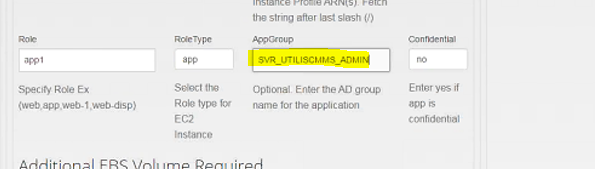 Instance Profile ARN(s). Fetch
the string after last slash (/)
Role RoleType AppGroup Confidential
app1 app SVR_UTILISCMMS_ADMIN no
Specify Role Ex Select the Optional. Enter the AD group Enter yes if
(web,app,web-1,web-disp) Role type for name for the application app is
EC2 confidential
Instance
Additional EBS Volume Required